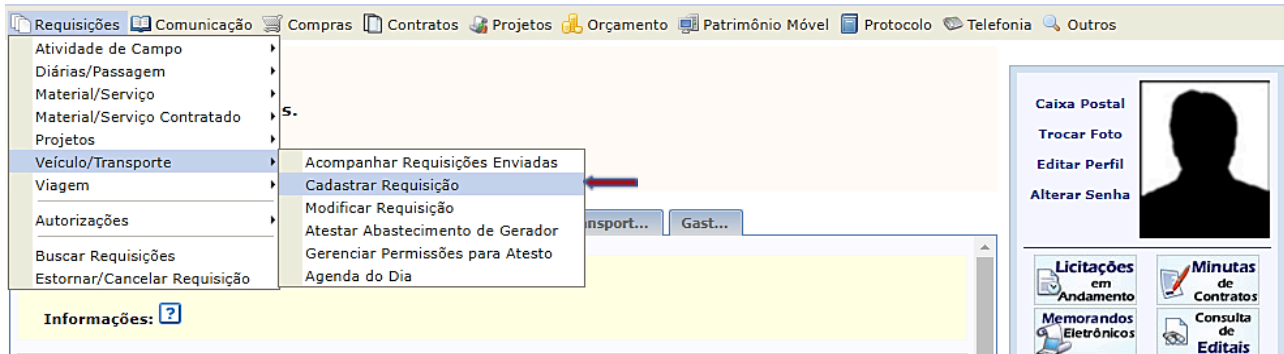 Requisições Comunicação Compras Contratos Projetos Orçamento Patrimônio Móvel Protocolo Telefonia Outros
Atividade de Campo
Diárias/Passagem
Material/Serviço
Material/Serviço Contratado
Projetos
Veículo/Transporte
Viagem
Autorizações
Buscar Requisições
Estornar/Cancelar Requisição
Acompanhar Requisições Enviadas
Cadastrar Requisição
Modificar Requisição
Atestar Abastecimento de Gerador
Gerenciar Permissões para Atesto
Agenda do Dia
s.
nsport... Gast...
Informações: ?
Caixa Postal
Trocar Foto
Editar Perfil
Alterar Senha
Licitações
em
Andamento
Minutas
de
Contratos
Memorandos
Eletrônicos
Consulta
de
Editais